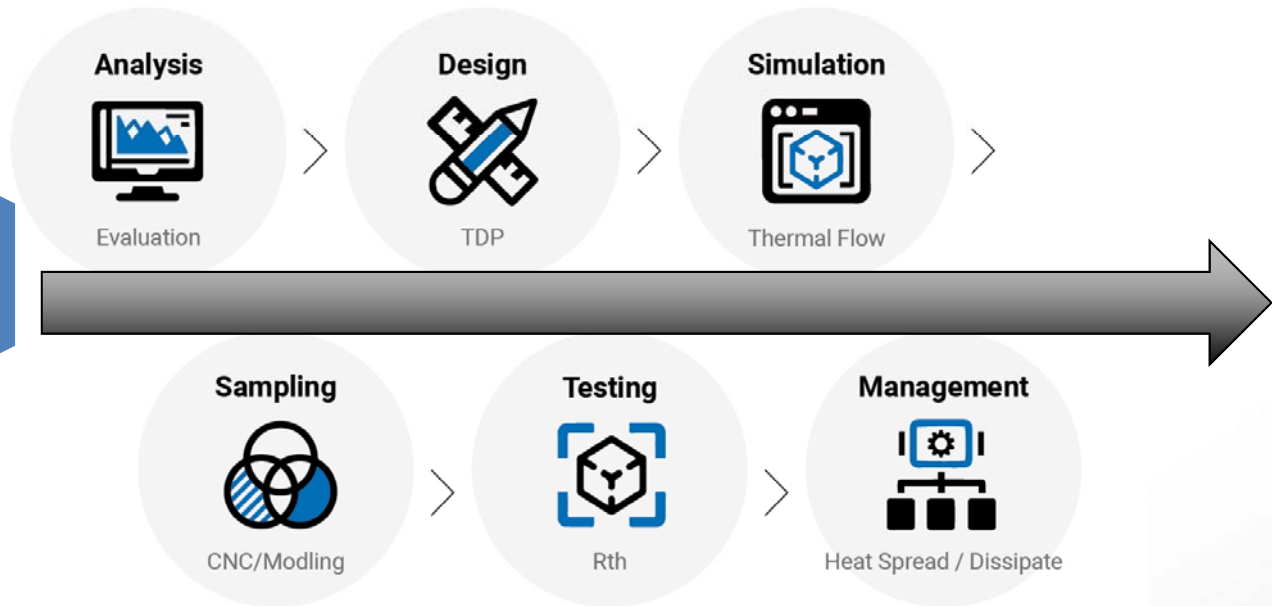 Analysis
Evaluation
Design
TDP
Simulation
Thermal Flow
Sampling
CNC/Modling
Testing
Rth
Management
Heat Spread / Dissipate